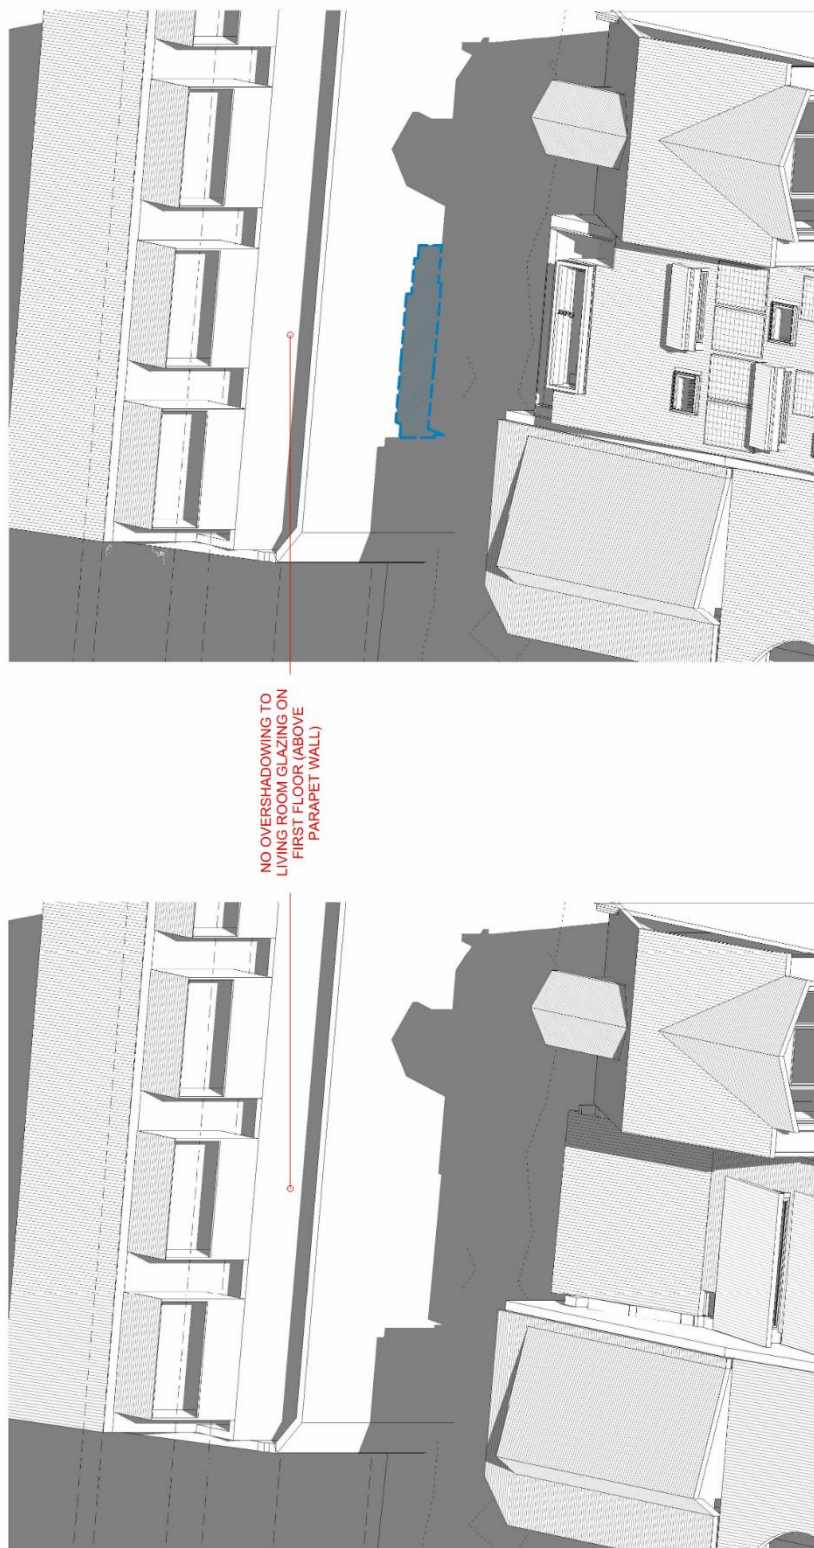 NO OVERSHADOWING TO
LIVING ROOM GLAZING ON
FIRST FLOOR (ABOVE
PARAPET WALL)